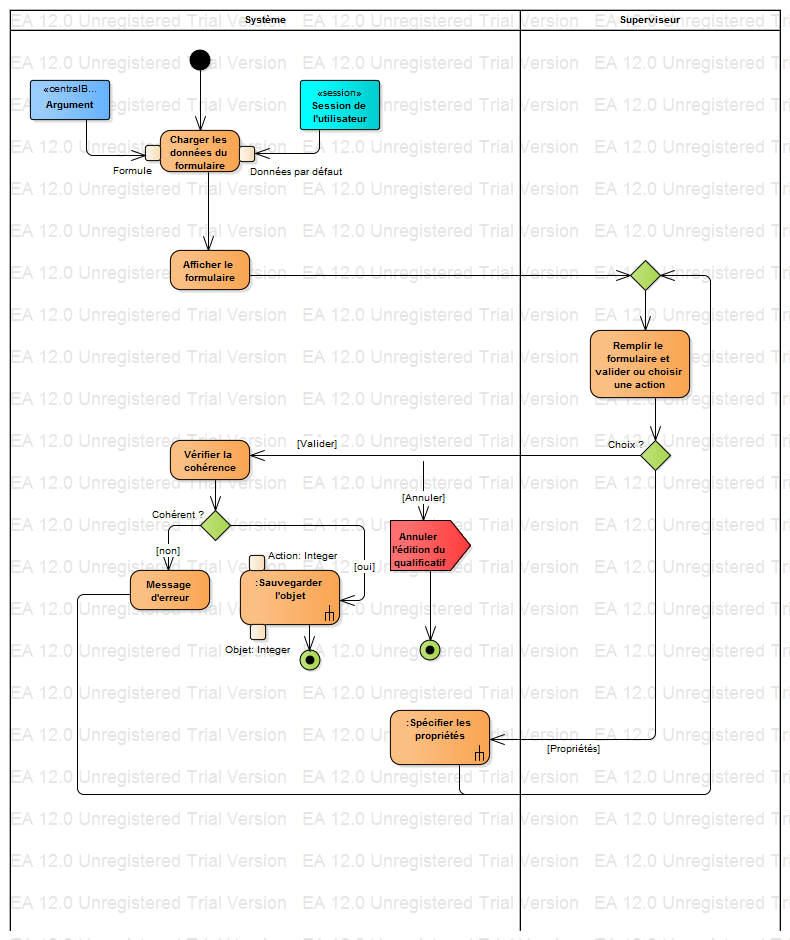 Système
Superviseur
«centralB...
Argument
«session»
Session de
l'utilisateur
Charger les
données du
formulaire
Formule
Données par défaut
Afficher le
formulaire
Remplir le
formulaire et
valider ou choisir
une action
Choix ?
[Valider]
Vérifier la
cohérence
[Annuler]
Cohérent ?
[non]
[oui]
Annuler
l'édition du
qualificatif
Action: Integer
Message
d'erreur
:Sauvegarder
l'objet
Objet: Integer
:Spécifier les
propriétés
[Propriétés]
EA 12.0 Unregistered Trial Version